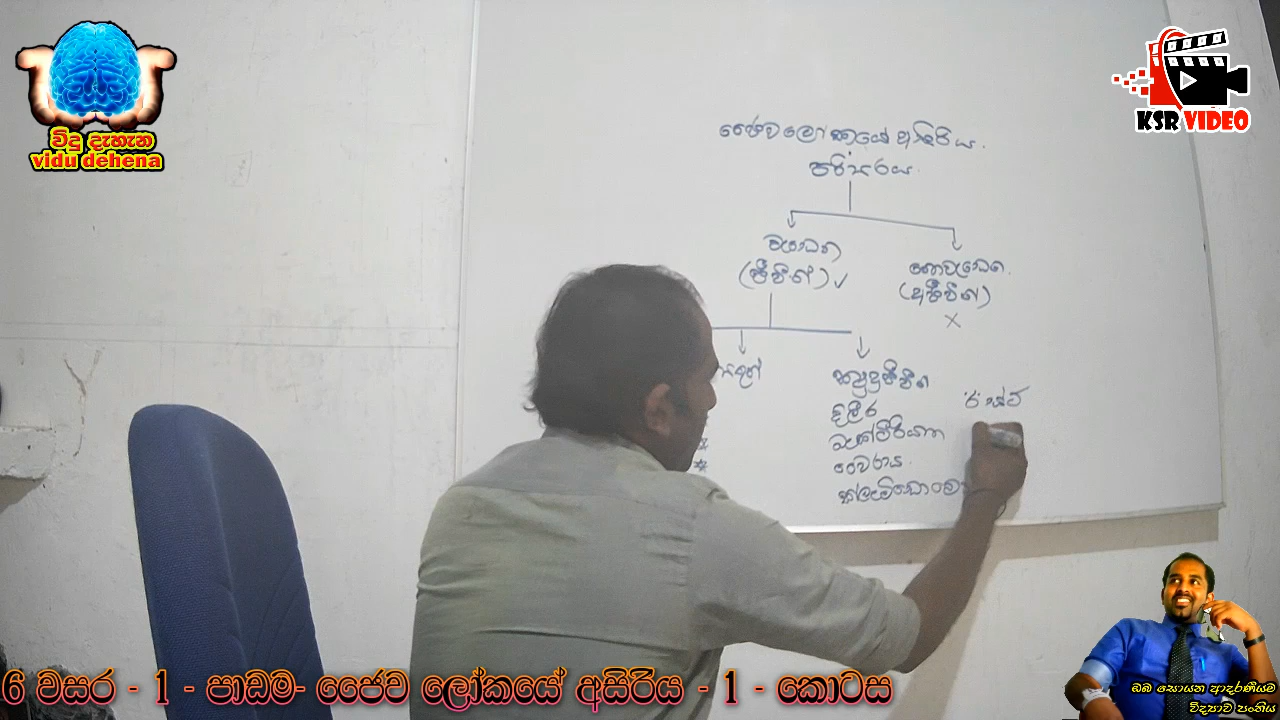 විදු දැහැන
vidu dehena
KSR VIDEO
ජෛව ලෝකයේ අසිරිය.
පරිසරය.
(ජීවීන්) ✓
(අජීවීන්)
X
ක්ෂුද්‍රජීවීන
දිලීර
බැක්ටීරියාව
වෛරසය.
6 වසර - 1 - පාඩම- ජෛව ලෝකයේ අසිරිය - 1 - කොටස
ඔබ සොයන ආදරණීයම
විද්‍යාව පංතිය